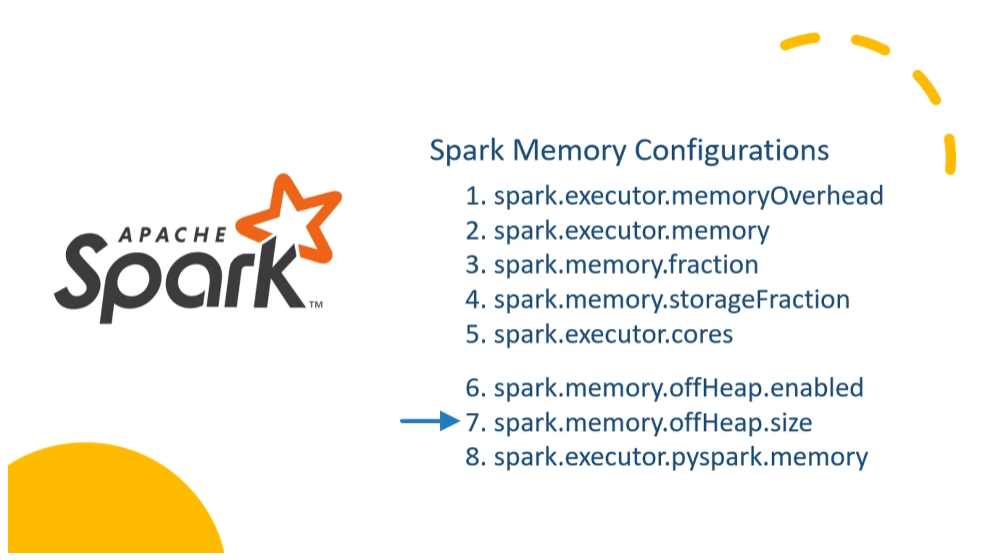 APACHE
Spark™
Spark Memory Configurations
1. spark.executor.memoryOverhead
2. spark.executor.memory
3. spark.memory.fraction
4. spark.memory.storageFraction
5. spark.executor.cores
6. spark.memory.offHeap.enabled
7. spark.memory.offHeap.size
8. spark.executor.pyspark.memory